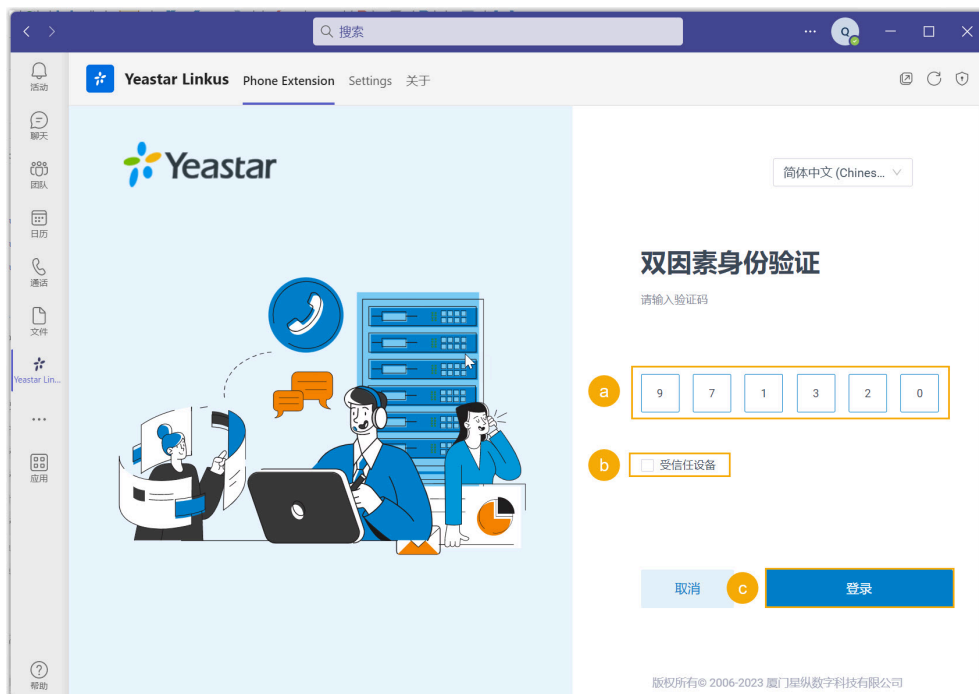 搜索
Q
Yeastar Linkus Phone Extension Settings 关于
活动
聊天
团队
日历
通话
文件
Yeastar Lin...
应用
帮助
Yeastar
简体中文 (Chines...
双因素身份验证
请输入验证码
a 9 7 1 3 2 0
b 受信任设备
取消 c 登录
版权所有© 2006-2023 厦门星纵数字科技有限公司